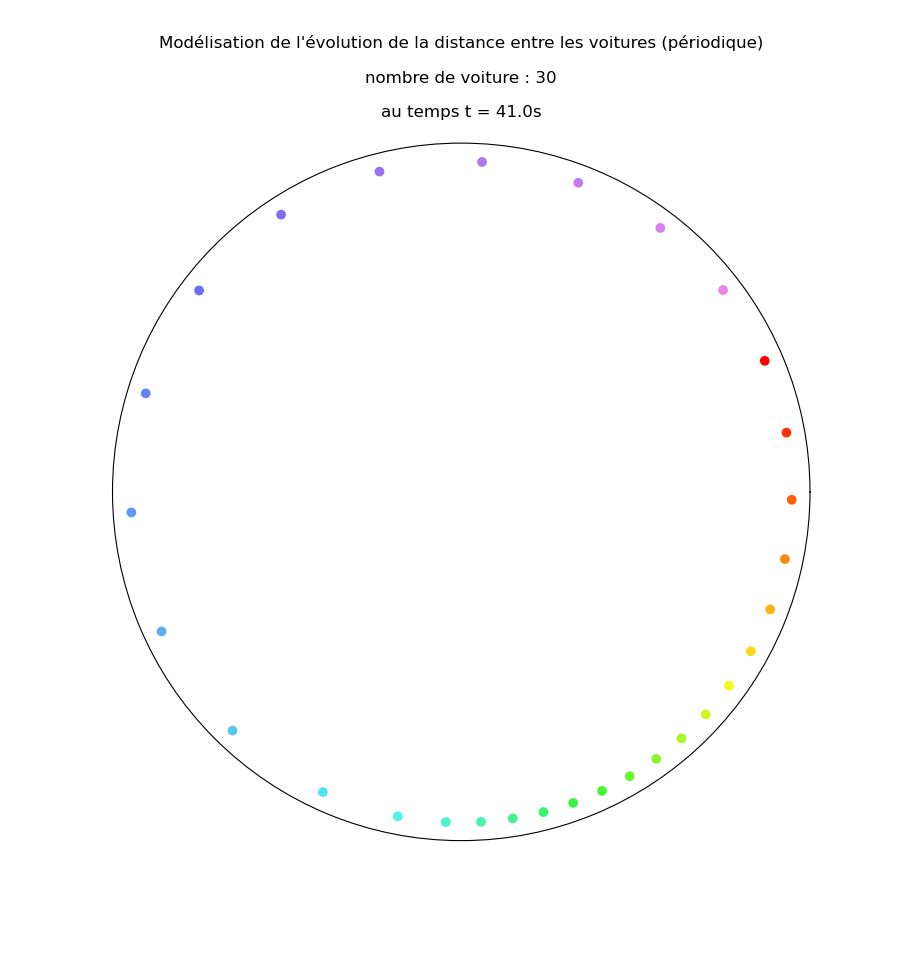 Modélisation de l'évolution de la distance entre les voitures (périodique)
nombre de voiture : 30
au temps t = 41.0s